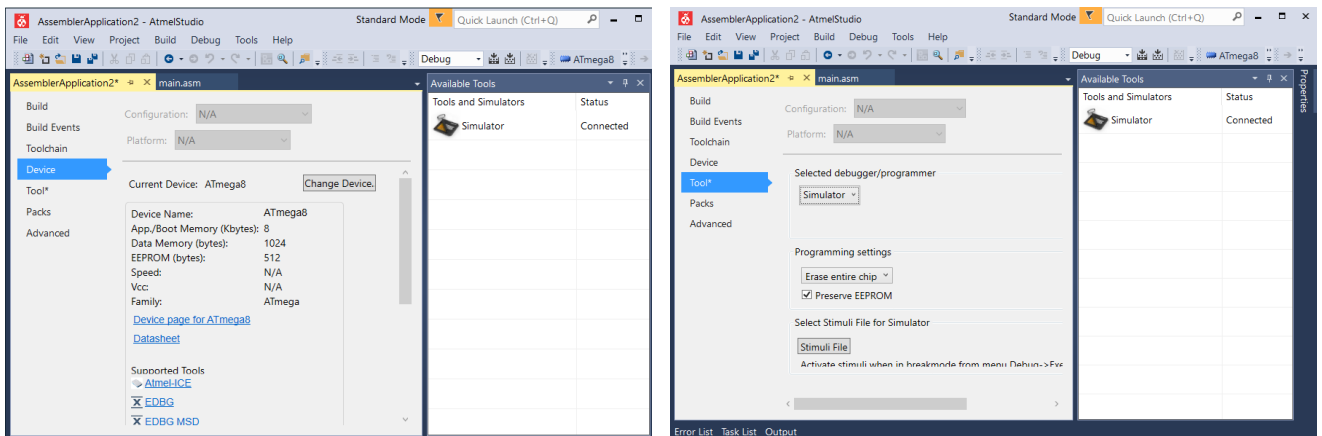 AssemblerApplication2 - AtmelStudio
Standard Mode
Quick Launch (Ctrl+Q)
File Edit View Project Build Debug Tools Help
Debug
ATmega8
AssemblerApplication2*
main.asm
Build
Build Events
Toolchain
Device
Tool*
Packs
Advanced
Configuration: N/A
Platform: N/A
Current Device: ATmega8
Change Device.
Device Name: ATmega8
App./Boot Memory (Kbytes): 8
Data Memory (bytes): 1024
EEPROM (bytes): 512
Speed: N/A
Vcc: N/A
Family: ATmega
Device page for ATmega8
Datasheet
Supported Tools
Atmel-ICE
EDBG
EDBG MSD
Available Tools
Tools and Simulators Status
Simulator Connected
AssemblerApplication2 - AtmelStudio
Standard Mode
Quick Launch (Ctrl+Q)
File Edit View Project Build Debug Tools Help
Debug
ATmega8
AssemblerApplication2*
main.asm
Build
Build Events
Toolchain
Device
Tool*
Packs
Advanced
Configuration: N/A
Platform: N/A
Selected debugger/programmer
Simulator
Programming settings
Erase entire chip
Preserve EEPROM
Select Stimuli File for Simulator
Stimuli File
Activate stimuli when in breakmode from menu Debug->Exe
Available Tools
Tools and Simulators Status
Simulator Connected
Properties
Error List Task List Output